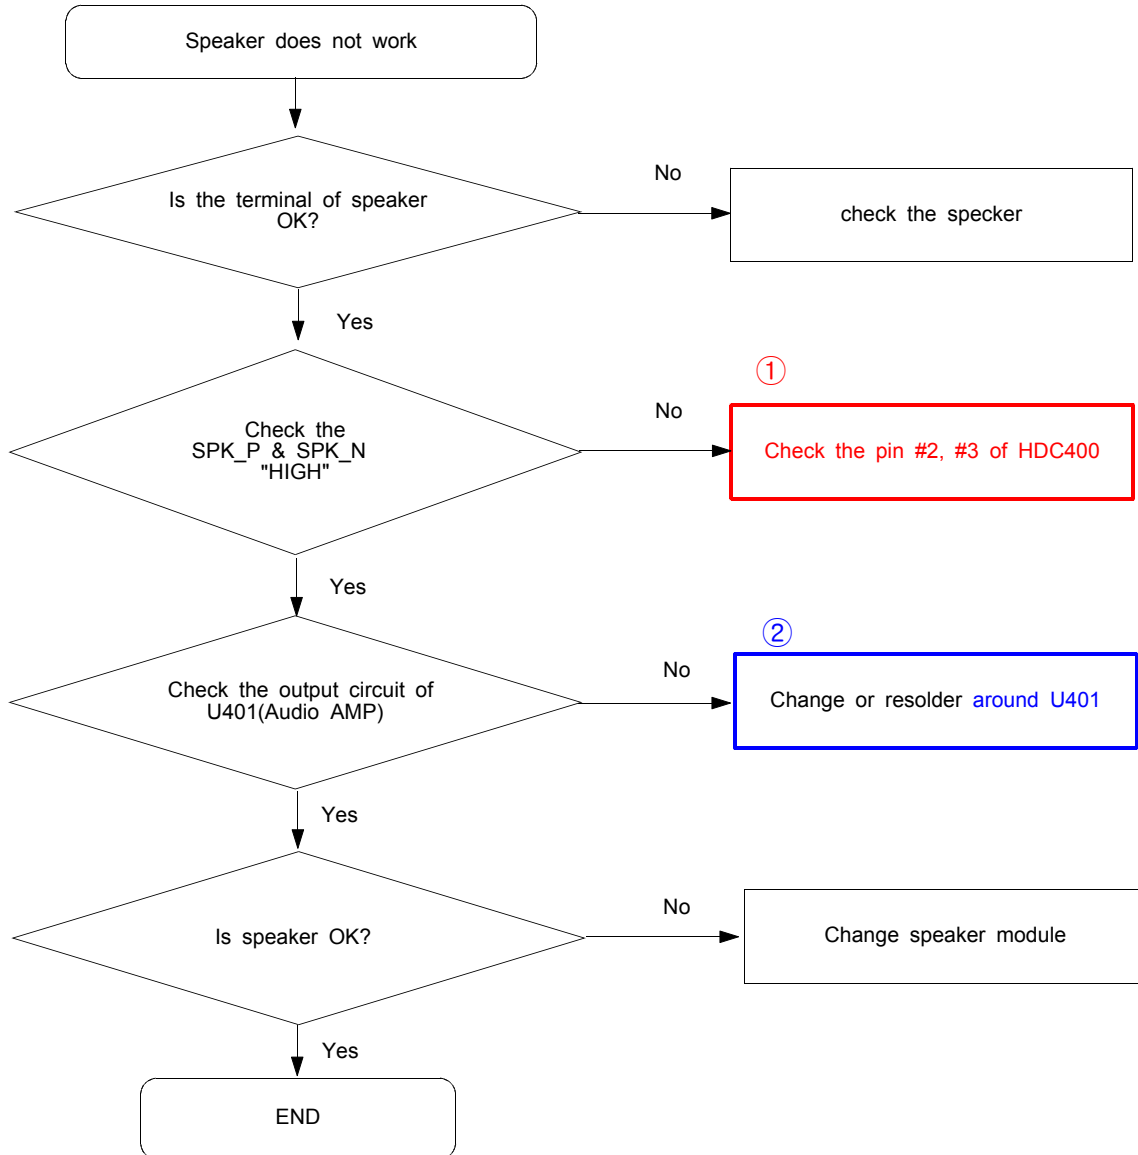 Speaker does not work
Is the terminal of speaker
OK?
No
check the specker
Yes
①
Check the
SPK_P & SPK_N
"HIGH"
No
Check the pin #2, #3 of HDC400
Yes
②
Check the output circuit of
U401(Audio AMP)
No
Change or resolder around U401
Yes
Is speaker OK?
No
Change speaker module
Yes
END